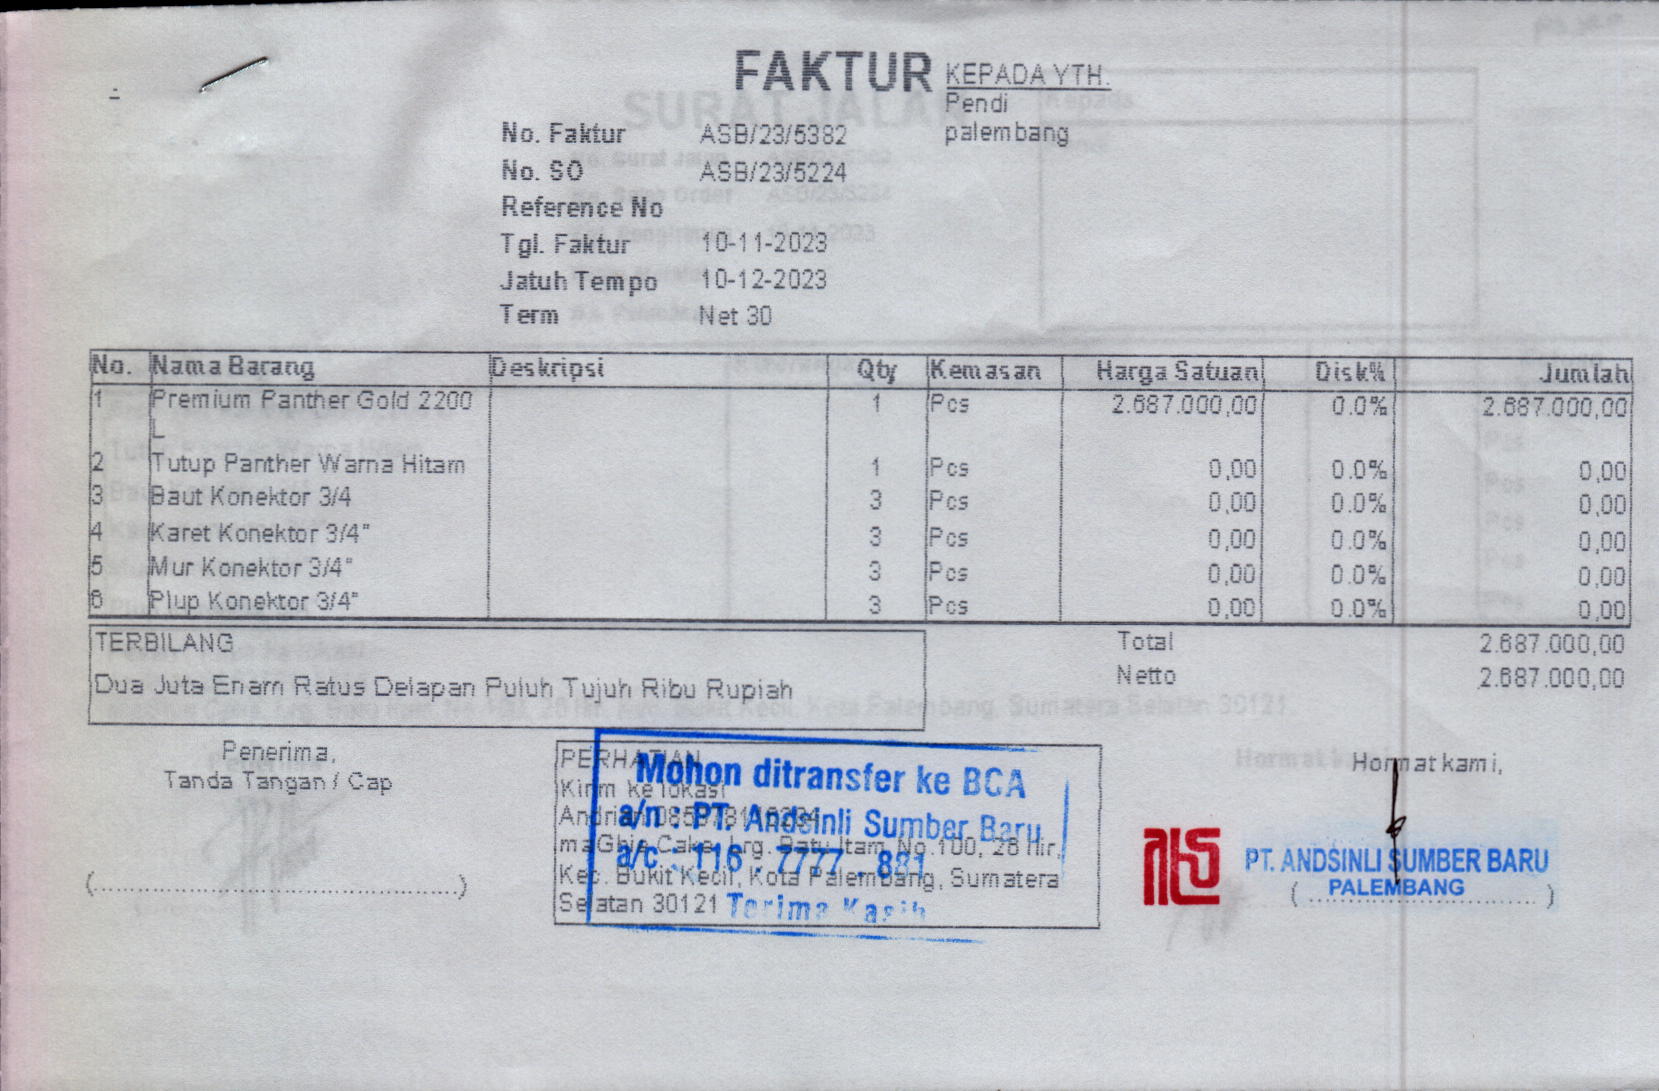 FAKTUR
KEPADA YTH.
Pendi
palembang
No. Faktur ASB/23/5382
No. SO ASB/23/5224
Reference No
Tgl. Faktur 10-11-2023
Jatuh Tempo 10-12-2023
Term Net 30
No. Nama Barang Deskripsi Qty Kemasan Harga Satuan Disk% Jumlah
1 Premium Panther Gold 2200 1 Pcs 2.687.000,00 0.0% 2.687.000,00
L
2 Tutup Panther Warna Hitam 1 Pcs 0,00 0.0% 0,00
3 Baut Konektor 3/4 3 Pcs 0,00 0.0% 0,00
4 Karet Konektor 3/4" 3 Pcs 0,00 0.0% 0,00
5 Mur Konektor 3/4" 3 Pcs 0,00 0.0% 0,00
6 Plup Konektor 3/4" 3 Pcs 0,00 0.0% 0,00
TERBILANG
Dua Juta Enam Ratus Delapan Puluh Tujuh Ribu Rupiah
Total 2.687.000,00
Netto 2.687.000,00
Penerima,
Tanda Tangan / Cap
(........................................................)
PERHATIAN
Kirim ke lokasi
Andrian
Cake, Lrg. Batu Itam No.100, 26 Ilir,
Kec. Bukit Kecil, Kota Palembang, Sumatera
Selatan 30121
Mohon ditransfer ke BCA
a/n : PT. Andsinli Sumber Baru
a/c : 116 . 7777 . 881
Terima Kasih
Hormat kami,
PT. ANDSINLI SUMBER BARU
PALEMBANG
(..................................)